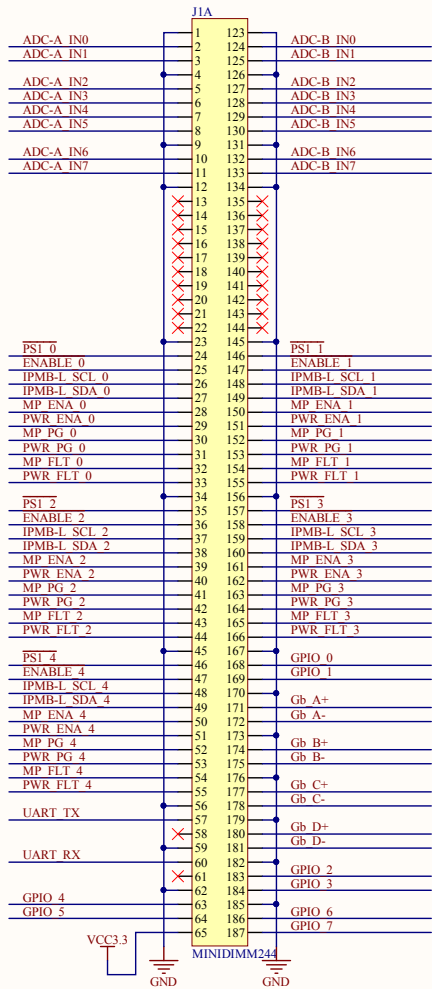 J1A
1 123
ADC-A_IN0 2 124 ADC-B_IN0
ADC-A_IN1 3 125 ADC-B_IN1
4 126
ADC-A_IN2 5 127 ADC-B_IN2
ADC-A_IN3 6 128 ADC-B_IN3
ADC-A_IN4 7 129 ADC-B_IN4
ADC-A_IN5 8 130 ADC-B_IN5
9 131
ADC-A_IN6 10 132 ADC-B_IN6
ADC-A_IN7 11 133 ADC-B_IN7
12 134
13 135
14 136
15 137
16 138
17 139
18 140
19 141
20 142
21 143
22 144
23 145
PS1_0 24 146 PS1_1
ENABLE_0 25 147 ENABLE_1
IPMB-L_SCL_0 26 148 IPMB-L_SCL_1
IPMB-L_SDA_0 27 149 IPMB-L_SDA_1
MP_ENA_0 28 150 MP_ENA_1
PWR_ENA_0 29 151 PWR_ENA_1
MP_PG_0 30 152 MP_PG_1
PWR_PG_0 31 153 PWR_PG_1
MP_FLT_0 32 154 MP_FLT_1
PWR_FLT_0 33 155 PWR_FLT_1
34 156
PS1_2 35 157 PS1_3
ENABLE_2 36 158 ENABLE_3
IPMB-L_SCL_2 37 159 IPMB-L_SCL_3
IPMB-L_SDA_2 38 160 IPMB-L_SDA_3
MP_ENA_2 39 161 MP_ENA_3
PWR_ENA_2 40 162 PWR_ENA_3
MP_PG_2 41 163 MP_PG_3
PWR_PG_2 42 164 PWR_PG_3
MP_FLT_2 43 165 MP_FLT_3
PWR_FLT_2 44 166 PWR_FLT_3
45 167
PS1_4 46 168 GPIO_0
ENABLE_4 47 169 GPIO_1
IPMB-L_SCL_4 48 170
IPMB-L_SDA_4 49 171 Gb_A+
MP_ENA_4 50 172 Gb_A-
PWR_ENA_4 51 173
MP_PG_4 52 174 Gb_B+
PWR_PG_4 53 175 Gb_B-
MP_FLT_4 54 176
PWR_FLT_4 55 177 Gb_C+
56 178 Gb_C-
UART_TX 57 179
58 180 Gb_D+
59 181 Gb_D-
UART_RX 60 182
61 183 GPIO_2
62 184 GPIO_3
GPIO_4 63 185
GPIO_5 64 186 GPIO_6
65 187 GPIO_7
VCC3.3
MINIDIMM244
GND GND